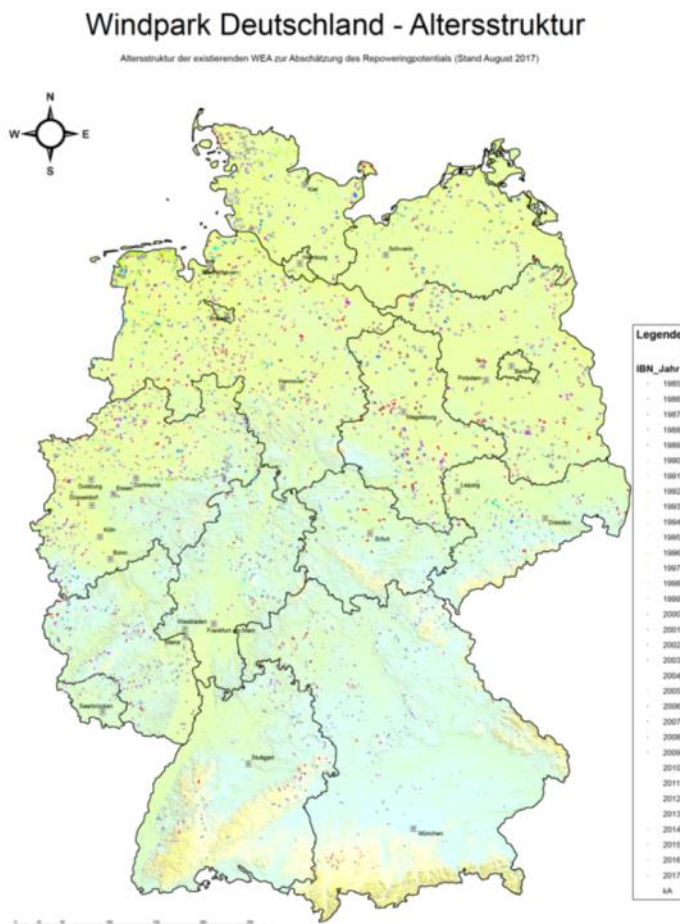 Windpark Deutschland - Altersstruktur
Altersstruktur der existierenden WEA zur Abschätzung des Repoweringpotentials (Stand August 2017)
N
W E
S
Kiel
Schwerin
Hannover
Potsdam
Berlin
Magdeburg
Duisburg
Essen
Dortmund
Düsseldorf
Leipzig
Köln
Dresden
Erfurt
Bonn
Wiesbaden
Frankfurt am Main
Mainz
Saarbrücken
Stuttgart
München
Legende
IBN_Jahr
1985
1986
1987
1988
1989
1990
1991
1992
1993
1994
1995
1996
1997
1998
1999
2000
2001
2002
2003
2004
2005
2006
2007
2008
2009
2010
2011
2012
2013
2014
2015
2016
2017
kA